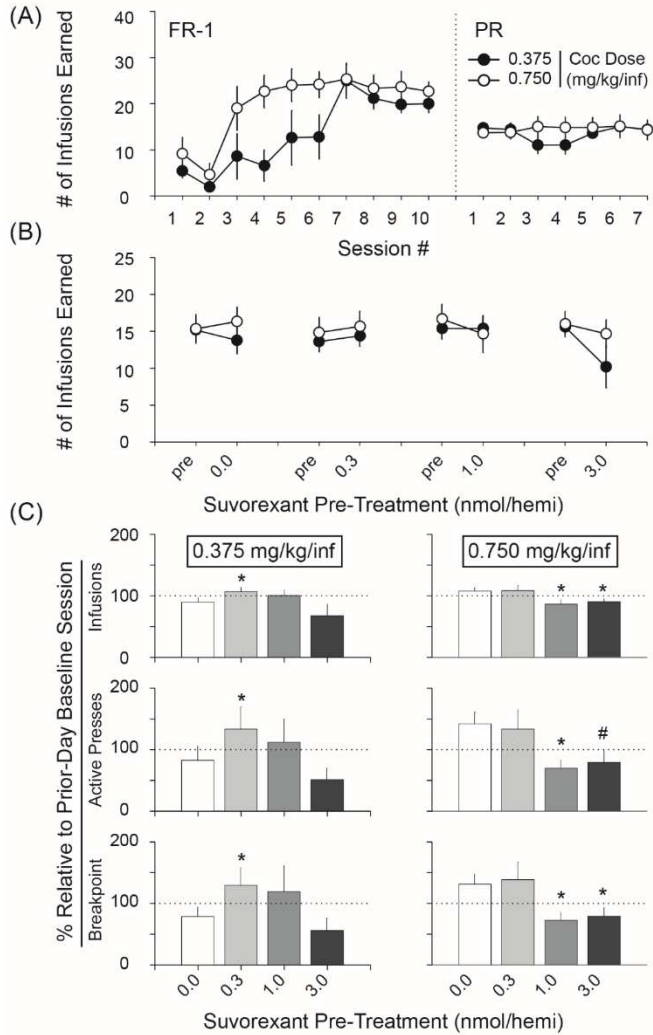 (A)
FR-1
PR
0.375
0.750
Coc Dose
(mg/kg/inf)
# of Infusions Earned
40
30
20
10
0
1 2 3 4 5 6 7 8 9 10 1 2 3 4 5 6 7
Session #
(B)
# of Infusions Earned
25
20
15
10
5
0
pre 0.0 pre 0.3 pre 1.0 pre 3.0
Suvorexant Pre-Treatment (nmol/hemi)
(C)
% Relative to Prior-Day Baseline Session
0.375 mg/kg/inf 0.750 mg/kg/inf
Infusions
200
100
0
* * *
Active Presses
200
100
0
* * #
Breakpoint
200
100
0
* * *
0.0 0.3 1.0 3.0 0.0 0.3 1.0 3.0
Suvorexant Pre-Treatment (nmol/hemi)